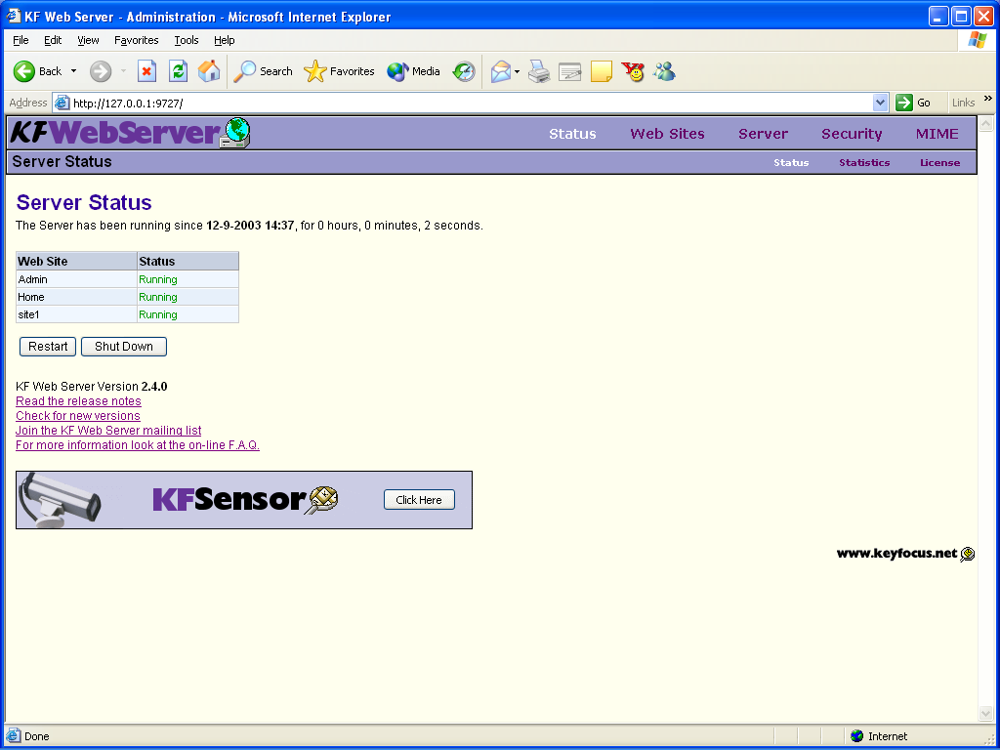 KF Web Server - Administration - Microsoft Internet Explorer
File Edit View Favorites Tools Help
Back Search Favorites Media
Address http://127.0.0.1:9727/ Go Links »
KFWebServer Status Web Sites Server Security MIME
Server Status Status Statistics License
Server Status
The Server has been running since 12-9-2003 14:37, for 0 hours, 0 minutes, 2 seconds.
Web Site Status
Admin Running
Home Running
site1 Running
Restart Shut Down
KF Web Server Version 2.4.0
Read the release notes
Check for new versions
Join the KF Web Server mailing list
For more information look at the on-line F.A.Q.
KFSensor Click Here
www.keyfocus.net
Done Internet